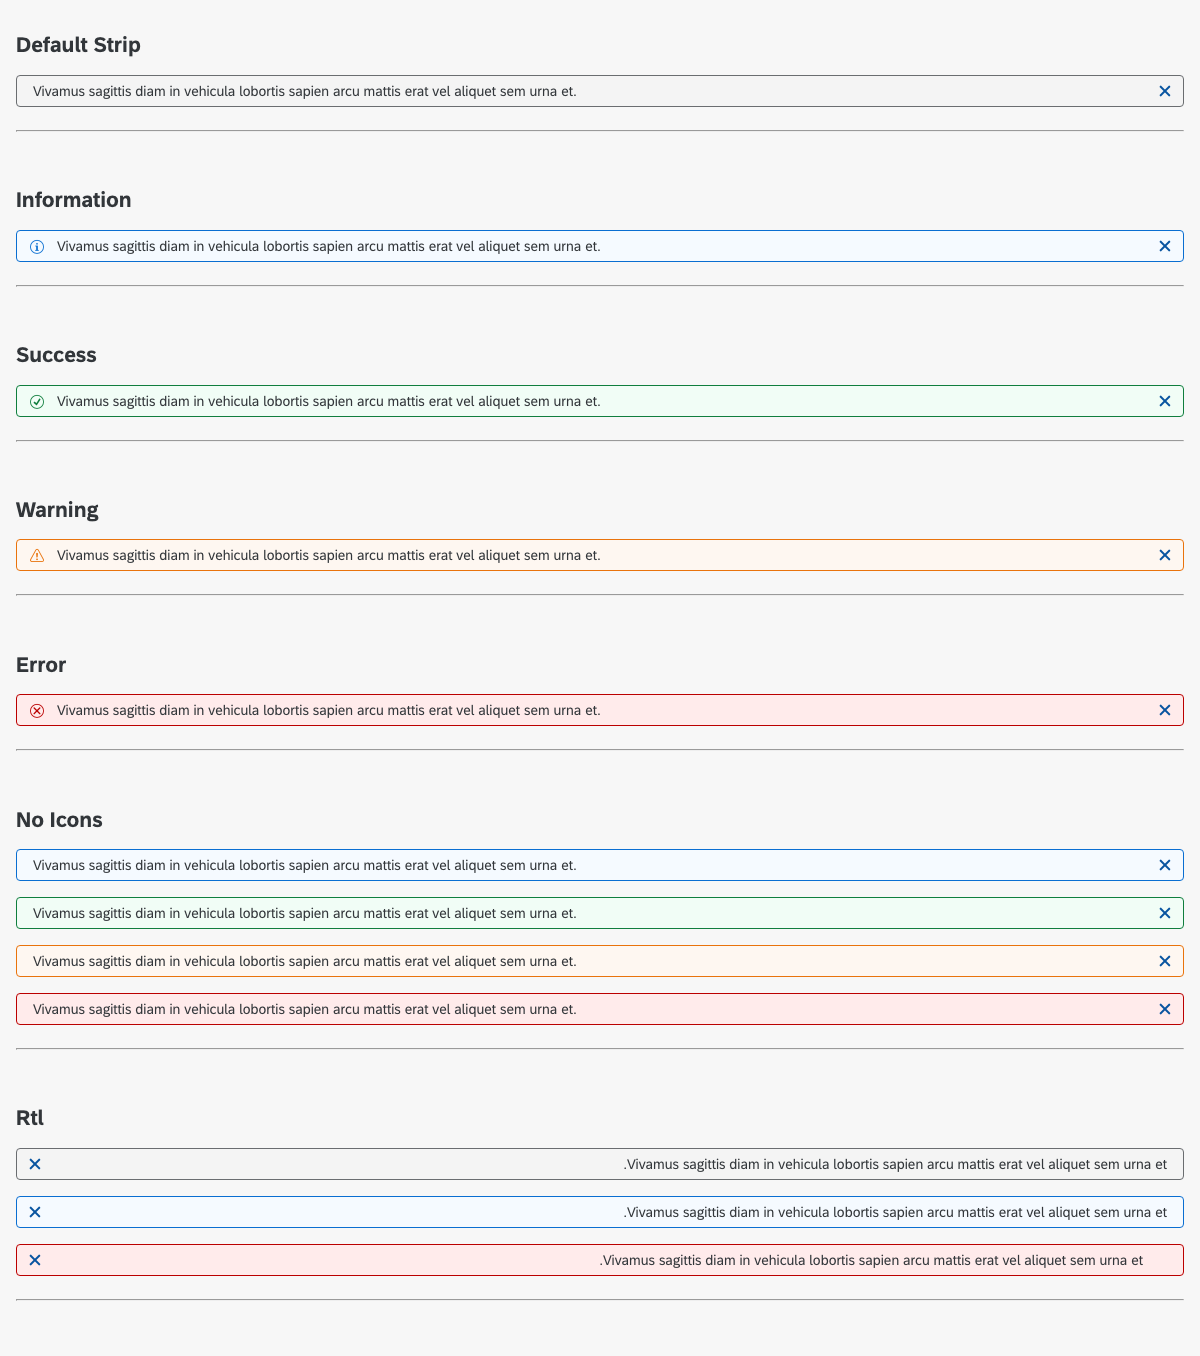 Default Strip
Vivamus sagittis diam in vehicula lobortis sapien arcu mattis erat vel aliquet sem urna et.
Information
Vivamus sagittis diam in vehicula lobortis sapien arcu mattis erat vel aliquet sem urna et.
Success
Vivamus sagittis diam in vehicula lobortis sapien arcu mattis erat vel aliquet sem urna et.
Warning
Vivamus sagittis diam in vehicula lobortis sapien arcu mattis erat vel aliquet sem urna et.
Error
Vivamus sagittis diam in vehicula lobortis sapien arcu mattis erat vel aliquet sem urna et.
No Icons
Vivamus sagittis diam in vehicula lobortis sapien arcu mattis erat vel aliquet sem urna et.
Vivamus sagittis diam in vehicula lobortis sapien arcu mattis erat vel aliquet sem urna et.
Vivamus sagittis diam in vehicula lobortis sapien arcu mattis erat vel aliquet sem urna et.
Vivamus sagittis diam in vehicula lobortis sapien arcu mattis erat vel aliquet sem urna et.
Rtl
.Vivamus sagittis diam in vehicula lobortis sapien arcu mattis erat vel aliquet sem urna et
.Vivamus sagittis diam in vehicula lobortis sapien arcu mattis erat vel aliquet sem urna et
.Vivamus sagittis diam in vehicula lobortis sapien arcu mattis erat vel aliquet sem urna et